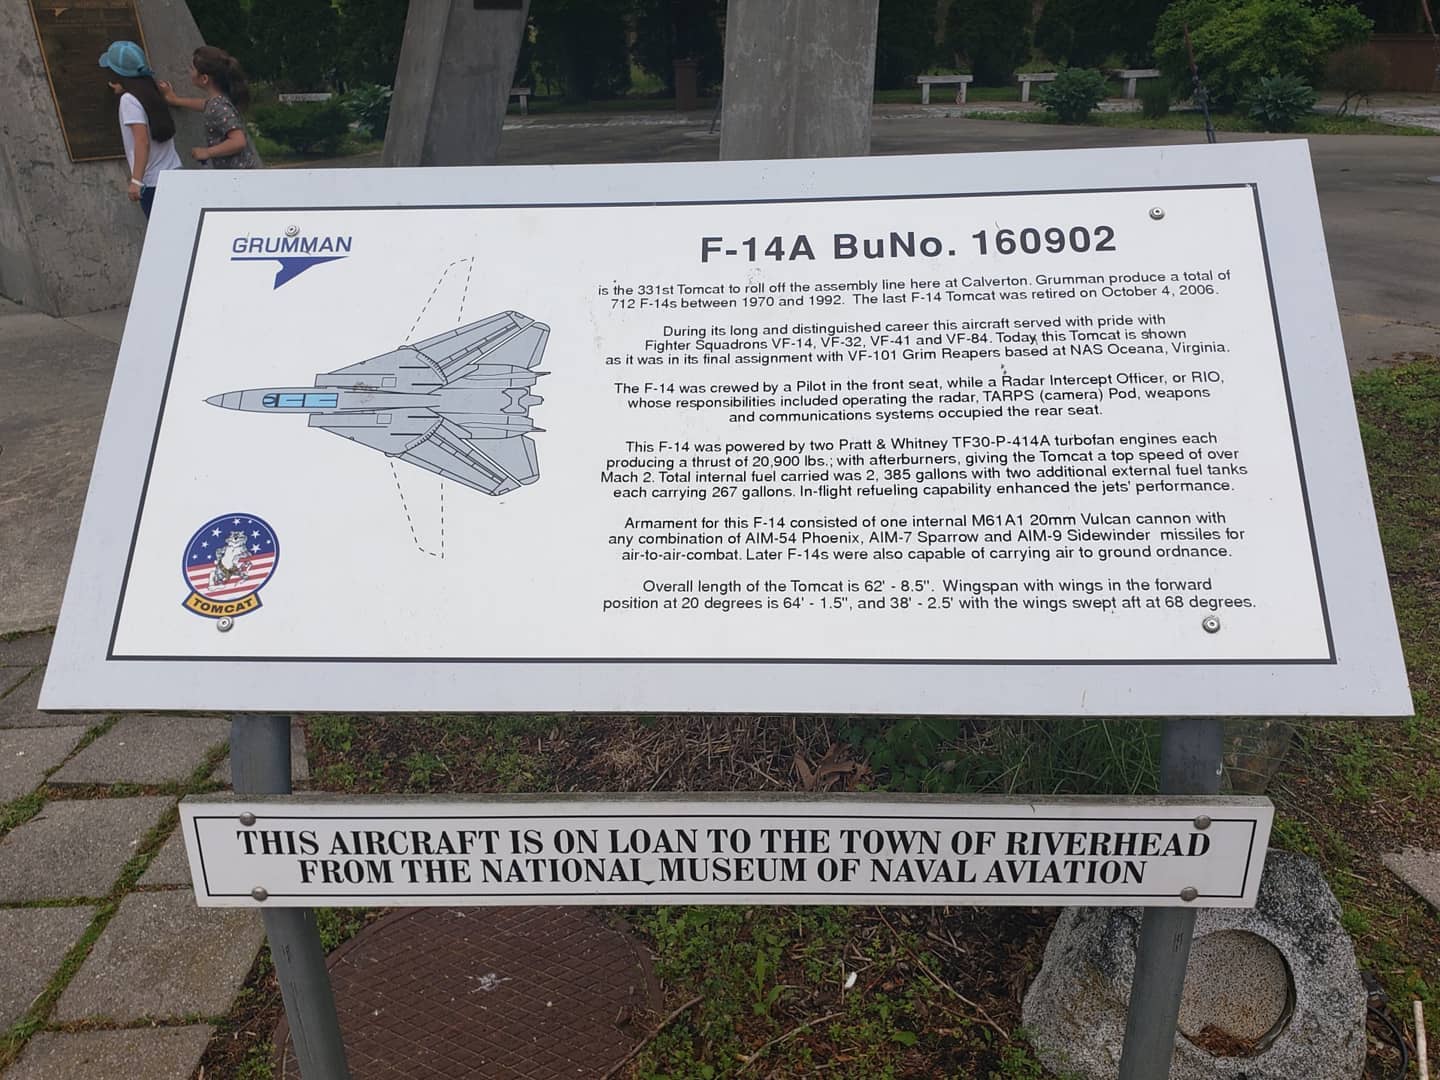 GRUMMAN
F-14A BuNo. 160902
is the 331st Tomcat to roll off the assembly line here at Calverton. Grumman produce a total of
712 F-14s between 1970 and 1992. The last F-14 Tomcat was retired on October 4, 2006.
During its long and distinguished career this aircraft served with pride with
Fighter Squadrons VF-14, VF-32, VF-41 and VF-84. Today this Tomcat is shown
as it was in its final assignment with VF-101 Grim Reapers based at NAS Oceana, Virginia.
The F-14 was crewed by a Pilot in the front seat, while a Radar Intercept Officer, or RIO,
whose responsibilities included operating the radar, TARPS (camera) Pod, weapons
and communications systems occupied the rear seat.
This F-14 was powered by two Pratt & Whitney TF30-P-414A turbofan engines each
producing a thrust of 20,900 lbs.; with afterburners, giving the Tomcat a top speed of over
Mach 2. Total internal fuel carried was 2, 385 gallons with two additional external fuel tanks
each carrying 267 gallons. In-flight refueling capability enhanced the jets' performance.
Armament for this F-14 consisted of one internal M61A1 20mm Vulcan cannon with
any combination of AIM-54 Phoenix, AIM-7 Sparrow and AIM-9 Sidewinder missiles for
air-to-air-combat. Later F-14s were also capable of carrying air to ground ordnance.
Overall length of the Tomcat is 62' - 8.5". Wingspan with wings in the forward
position at 20 degrees is 64' - 1.5", and 38' - 2.5' with the wings swept aft at 68 degrees.
TOMCAT
THIS AIRCRAFT IS ON LOAN TO THE TOWN OF RIVERHEAD
FROM THE NATIONAL MUSEUM OF NAVAL AVIATION